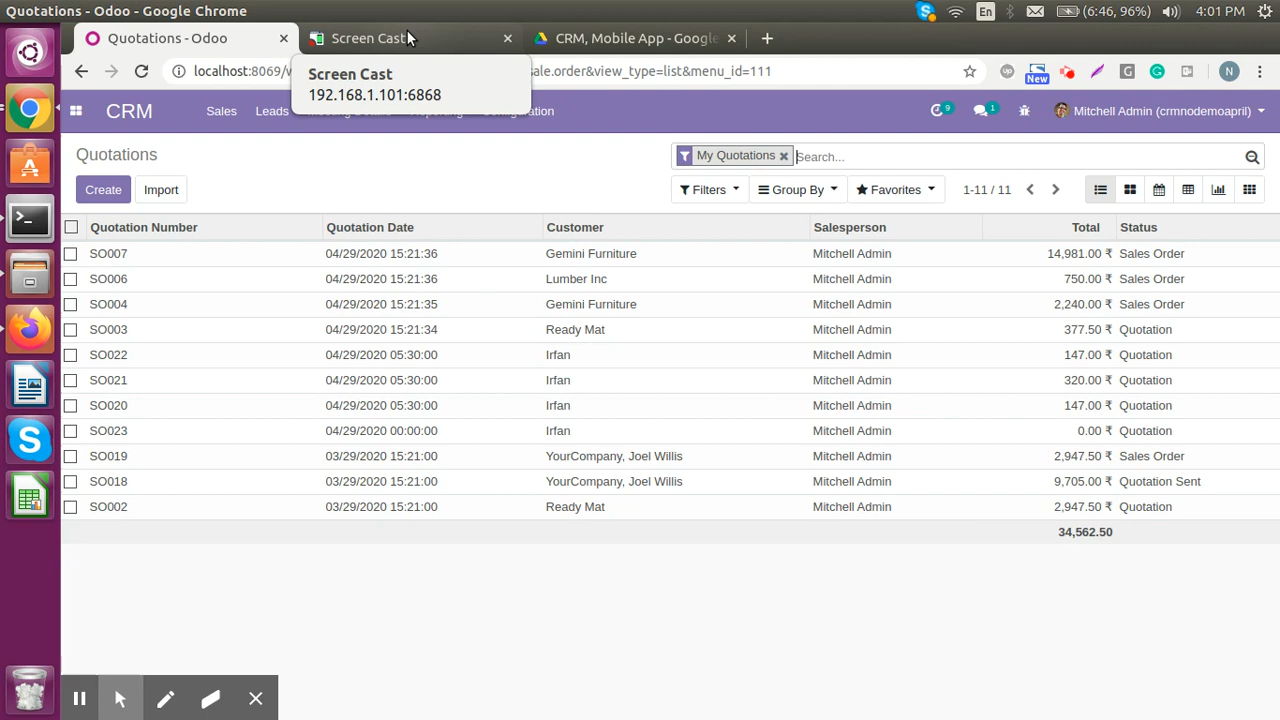 Quotations - Odoo - Google Chrome
En (6:46, 96%) 4:01 PM
Quotations - Odoo Screen Cast CRM, Mobile App - Google
localhost:8069/ sale.order&view_type=list&menu_id=111 New N
Screen Cast
192.168.1.101:6868
CRM Sales Leads Configuration 9 1 Mitchell Admin (crmnodemoapril)
Quotations My Quotations Search...
Create Import Filters Group By Favorites 1-11 / 11
Quotation Number Quotation Date Customer Salesperson Total Status
SO007 04/29/2020 15:21:36 Gemini Furniture Mitchell Admin 14,981.00 ₹ Sales Order
SO006 04/29/2020 15:21:36 Lumber Inc Mitchell Admin 750.00 ₹ Sales Order
SO004 04/29/2020 15:21:35 Gemini Furniture Mitchell Admin 2,240.00 ₹ Sales Order
SO003 04/29/2020 15:21:34 Ready Mat Mitchell Admin 377.50 ₹ Quotation
SO022 04/29/2020 05:30:00 Irfan Mitchell Admin 147.00 ₹ Quotation
SO021 04/29/2020 05:30:00 Irfan Mitchell Admin 320.00 ₹ Quotation
SO020 04/29/2020 05:30:00 Irfan Mitchell Admin 147.00 ₹ Quotation
SO023 04/29/2020 00:00:00 Irfan Mitchell Admin 0.00 ₹ Quotation
SO019 03/29/2020 15:21:00 YourCompany, Joel Willis Mitchell Admin 2,947.50 ₹ Sales Order
SO018 03/29/2020 15:21:00 YourCompany, Joel Willis Mitchell Admin 9,705.00 ₹ Quotation Sent
SO002 03/29/2020 15:21:00 Ready Mat Mitchell Admin 2,947.50 ₹ Quotation
34,562.50